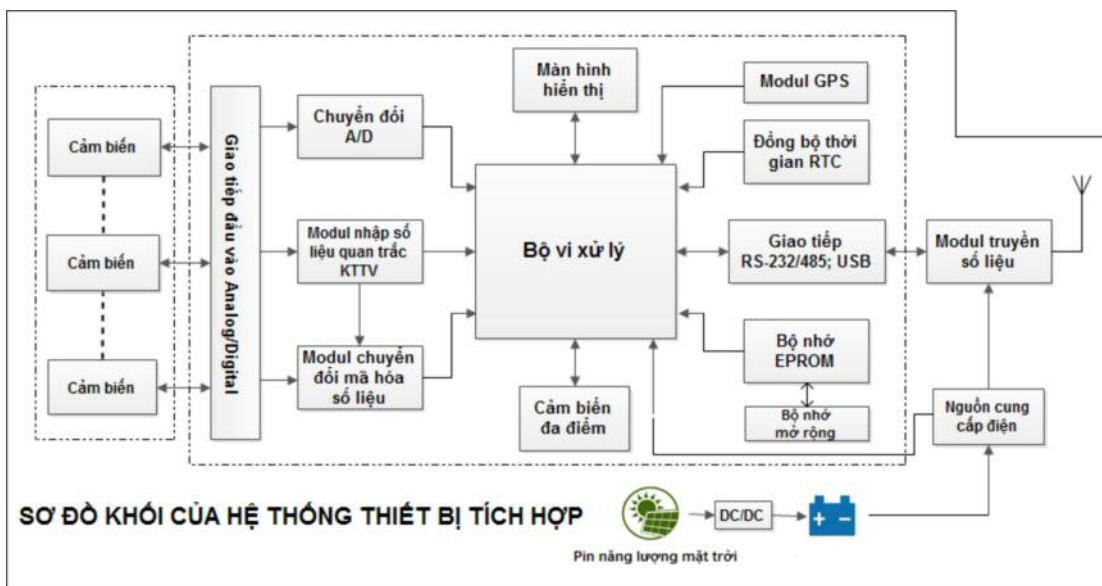 Màn hình
hiển thị
Modul GPS
Chuyển đổi
A/D
Đồng bộ thời
gian RTC
Cảm biến
Giao tiếp đầu vào Analog/Digital
Modul nhập số
liệu quan trắc
KTTV
Bộ vi xử lý
Giao tiếp
RS-232/485; USB
Modul truyền
số liệu
Cảm biến
Modul chuyển
đổi mã hóa
số liệu
Bộ nhớ
EPROM
Cảm biến
Cảm biến
đa điểm
Bộ nhớ
mở rộng
Nguồn cung
cấp điện
SƠ ĐỒ KHỐI CỦA HỆ THỐNG THIẾT BỊ TÍCH HỢP
DC/DC
Pin năng lượng mặt trời